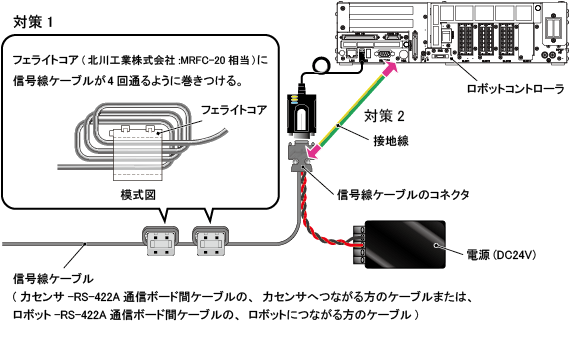 対策 1
フェライトコア ( 北川工業株会社 :MRFC-20 相当 ) に
信号線ケーブルが 4 回通るように巻きつける。
フェライトコア
模式図
ロボットコントローラ
対策 2
接地線
信号線ケーブルのコネクタ
電源 (DC24V)
信号線ケーブル
( 力センサ -RS-422A 通信ボード間ケーブルの、 力センサへつながる方のケーブルまたは、
ロボット -RS-422A 通信ボード間ケーブルの、 ロボットにつながる方のケーブル )